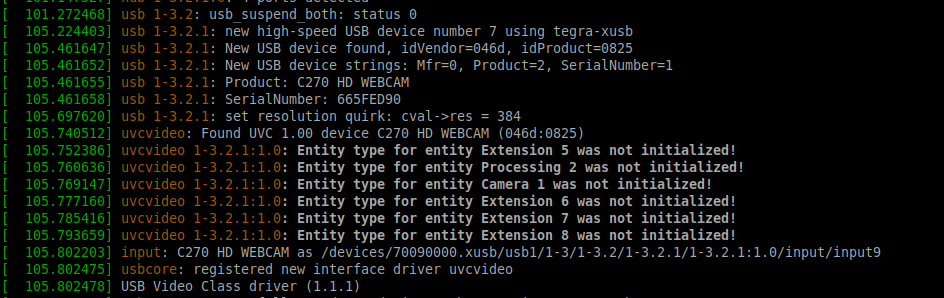 [  101.272468] usb 1-3.2: usb_suspend_both: status 0
[  105.224403] usb 1-3.2.1: new high-speed USB device number 7 using tegra-xusb
[  105.461647] usb 1-3.2.1: New USB device found, idVendor=046d, idProduct=0825
[  105.461652] usb 1-3.2.1: New USB device strings: Mfr=0, Product=2, SerialNumber=1
[  105.461655] usb 1-3.2.1: Product: C270 HD WEBCAM
[  105.461658] usb 1-3.2.1: SerialNumber: 665FED90
[  105.697620] usb 1-3.2.1: set resolution quirk: cval->res = 384
[  105.740512] uvcvideo: Found UVC 1.00 device C270 HD WEBCAM (046d:0825)
[  105.752386] uvcvideo 1-3.2.1:1.0: Entity type for entity Extension 5 was not initialized!
[  105.760636] uvcvideo 1-3.2.1:1.0: Entity type for entity Processing 2 was not initialized!
[  105.769147] uvcvideo 1-3.2.1:1.0: Entity type for entity Camera 1 was not initialized!
[  105.777160] uvcvideo 1-3.2.1:1.0: Entity type for entity Extension 6 was not initialized!
[  105.785416] uvcvideo 1-3.2.1:1.0: Entity type for entity Extension 7 was not initialized!
[  105.793659] uvcvideo 1-3.2.1:1.0: Entity type for entity Extension 8 was not initialized!
[  105.802203] input: C270 HD WEBCAM as /devices/70090000.xusb/usb1/1-3/1-3.2/1-3.2.1/1-3.2.1:1.0/input/input9
[  105.802475] usbcore: registered new interface driver uvcvideo
[  105.802478] USB Video Class driver (1.1.1)